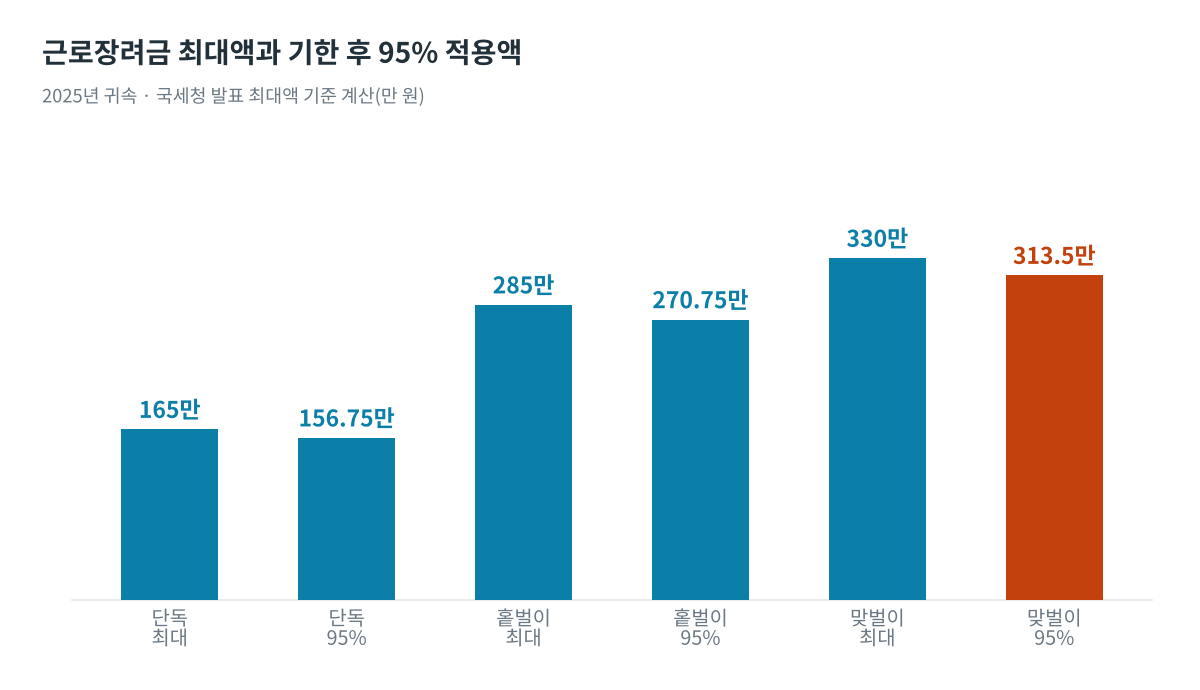 근로장려금 최대액과 기한 후 95% 적용액
2025년 귀속 · 국세청 발표 최대액 기준 계산(만 원)
165만
156.75만
285만
270.75만
330만
313.5만
단독
최대
단독
95%
홑벌이
최대
홑벌이
95%
맞벌이
최대
맞벌이
95%